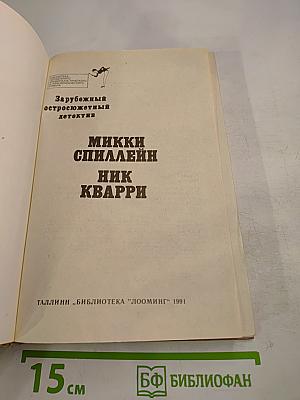 Зарубежный
остросюжетный
детектив
МИККИ
СПИЛЛЕЙН
НИК
КВАРРИ
ТАЛЛИНН „БИБЛИОТЕКА "ЛООМИНГ" 1991
15 см
БФ БИБЛИОФАН